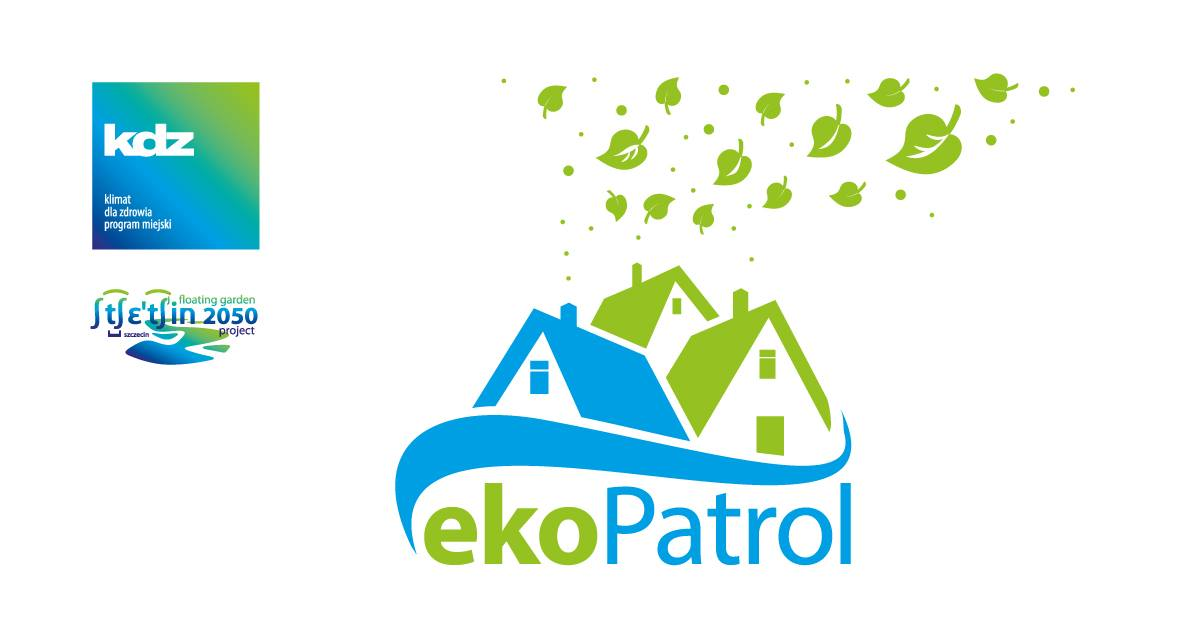 kdz
klimat
dla zdrowia
program miejski
floating garden
ʃtʃɛ'tʃin 2050
szczecin
project
ekoPatrol